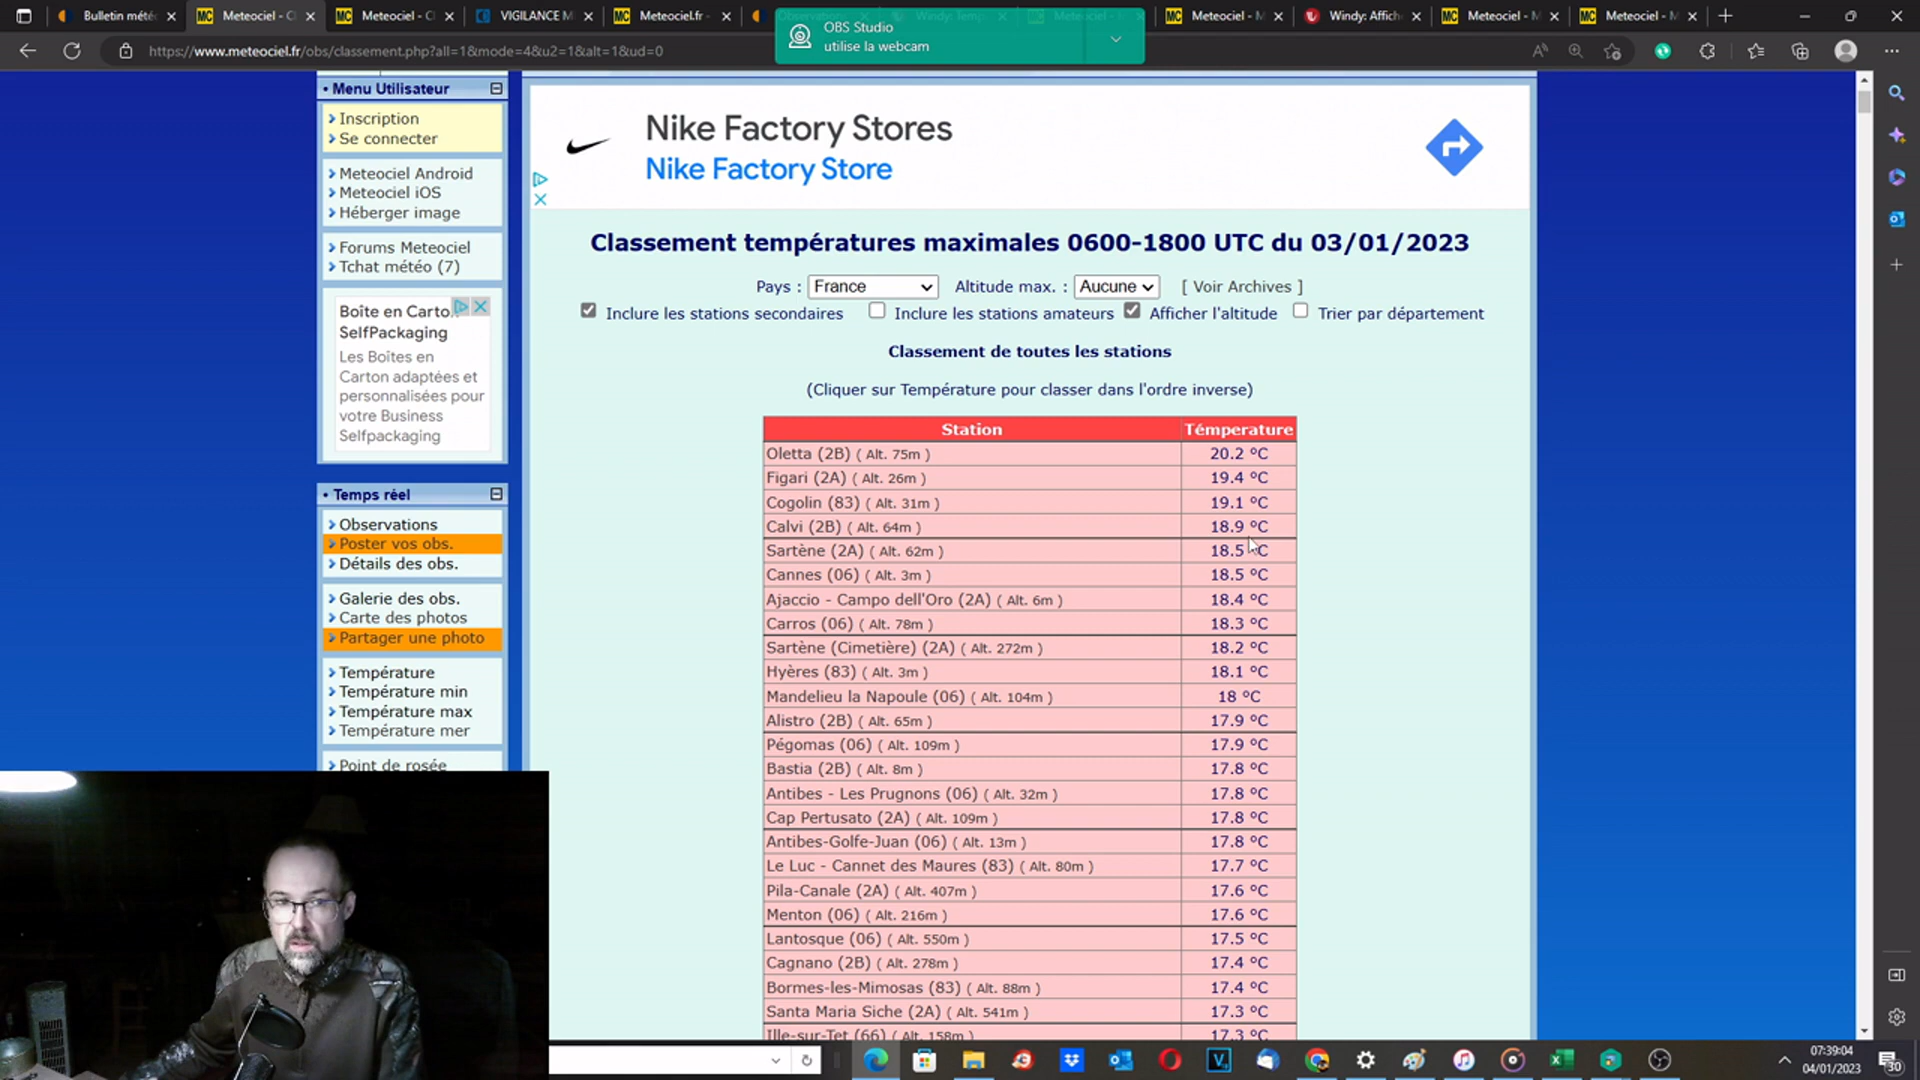 Bulletin mété
Meteociel - C
Meteociel - C
VIGILANCE M
Meteociel.fr -
Meteociel - M
Windy: Affich
Meteociel - M
Meteociel - M
OBS Studio
utilise la webcam
https://www.meteociel.fr/obs/classement.php?all=1&mode=4&u2=1&alt=1&ud=0
• Menu Utilisateur
Inscription
Se connecter
Meteociel Android
Meteociel iOS
Héberger image
Forums Meteociel
Tchat météo (7)
Boîte en Carto
SelfPackaging
Les Boîtes en
Carton adaptées et
personnalisées pour
votre Business
Selfpackaging
• Temps réel
Observations
Poster vos obs.
Détails des obs.
Galerie des obs.
Carte des photos
Partager une photo
Température
Température min
Température max
Température mer
Point de rosée
Nike Factory Stores
Nike Factory Store
Classement températures maximales 0600-1800 UTC du 03/01/2023
Pays : France Altitude max. : Aucune [ Voir Archives ]
Inclure les stations secondaires Inclure les stations amateurs Afficher l'altitude Trier par département
Classement de toutes les stations
(Cliquer sur Température pour classer dans l'ordre inverse)
Station Témperature
Oletta (2B) ( Alt. 75m ) 20.2 °C
Figari (2A) ( Alt. 26m ) 19.4 °C
Cogolin (83) ( Alt. 31m ) 19.1 °C
Calvi (2B) ( Alt. 64m ) 18.9 °C
Sartène (2A) ( Alt. 62m ) 18.5 °C
Cannes (06) ( Alt. 3m ) 18.5 °C
Ajaccio - Campo dell'Oro (2A) ( Alt. 6m ) 18.4 °C
Carros (06) ( Alt. 78m ) 18.3 °C
Sartène (Cimetière) (2A) ( Alt. 272m ) 18.2 °C
Hyères (83) ( Alt. 3m ) 18.1 °C
Mandelieu la Napoule (06) ( Alt. 104m ) 18 °C
Alistro (2B) ( Alt. 65m ) 17.9 °C
Pégomas (06) ( Alt. 109m ) 17.9 °C
Bastia (2B) ( Alt. 8m ) 17.8 °C
Antibes - Les Prugnons (06) ( Alt. 32m ) 17.8 °C
Cap Pertusato (2A) ( Alt. 109m ) 17.8 °C
Antibes-Golfe-Juan (06) ( Alt. 13m ) 17.8 °C
Le Luc - Cannet des Maures (83) ( Alt. 80m ) 17.7 °C
Pila-Canale (2A) ( Alt. 407m ) 17.6 °C
Menton (06) ( Alt. 216m ) 17.6 °C
Lantosque (06) ( Alt. 550m ) 17.5 °C
Cagnano (2B) ( Alt. 278m ) 17.4 °C
Bormes-les-Mimosas (83) ( Alt. 88m ) 17.4 °C
Santa Maria Siche (2A) ( Alt. 541m ) 17.3 °C
Ille-sur-Tet (66) ( Alt. 158m ) 17.3 °C
07:39:04
04/01/2023
30